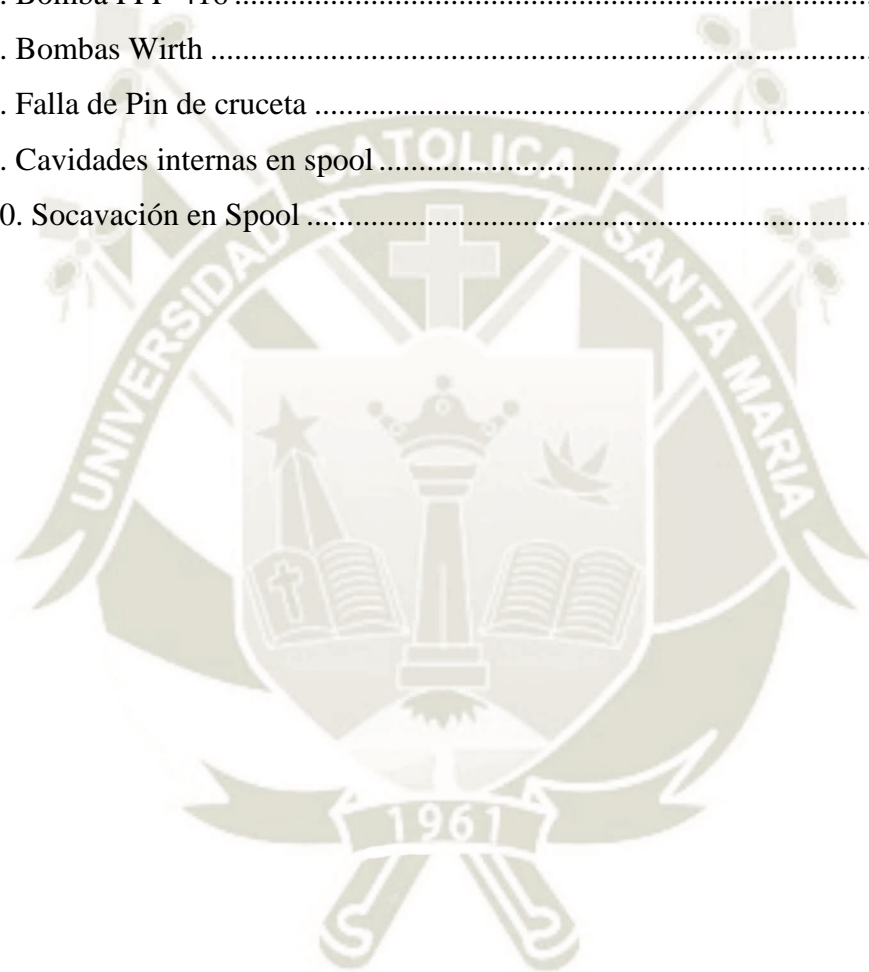 . Bombas Wirth ..........................................................................................
. Falla de Pin de cruceta ..........................................................................
. Cavidades internas en spool ..................................................................
0. Socavación en Spool .............................................................................
UNIVERSIDAD CATOLICA SANTA MARIA
1961